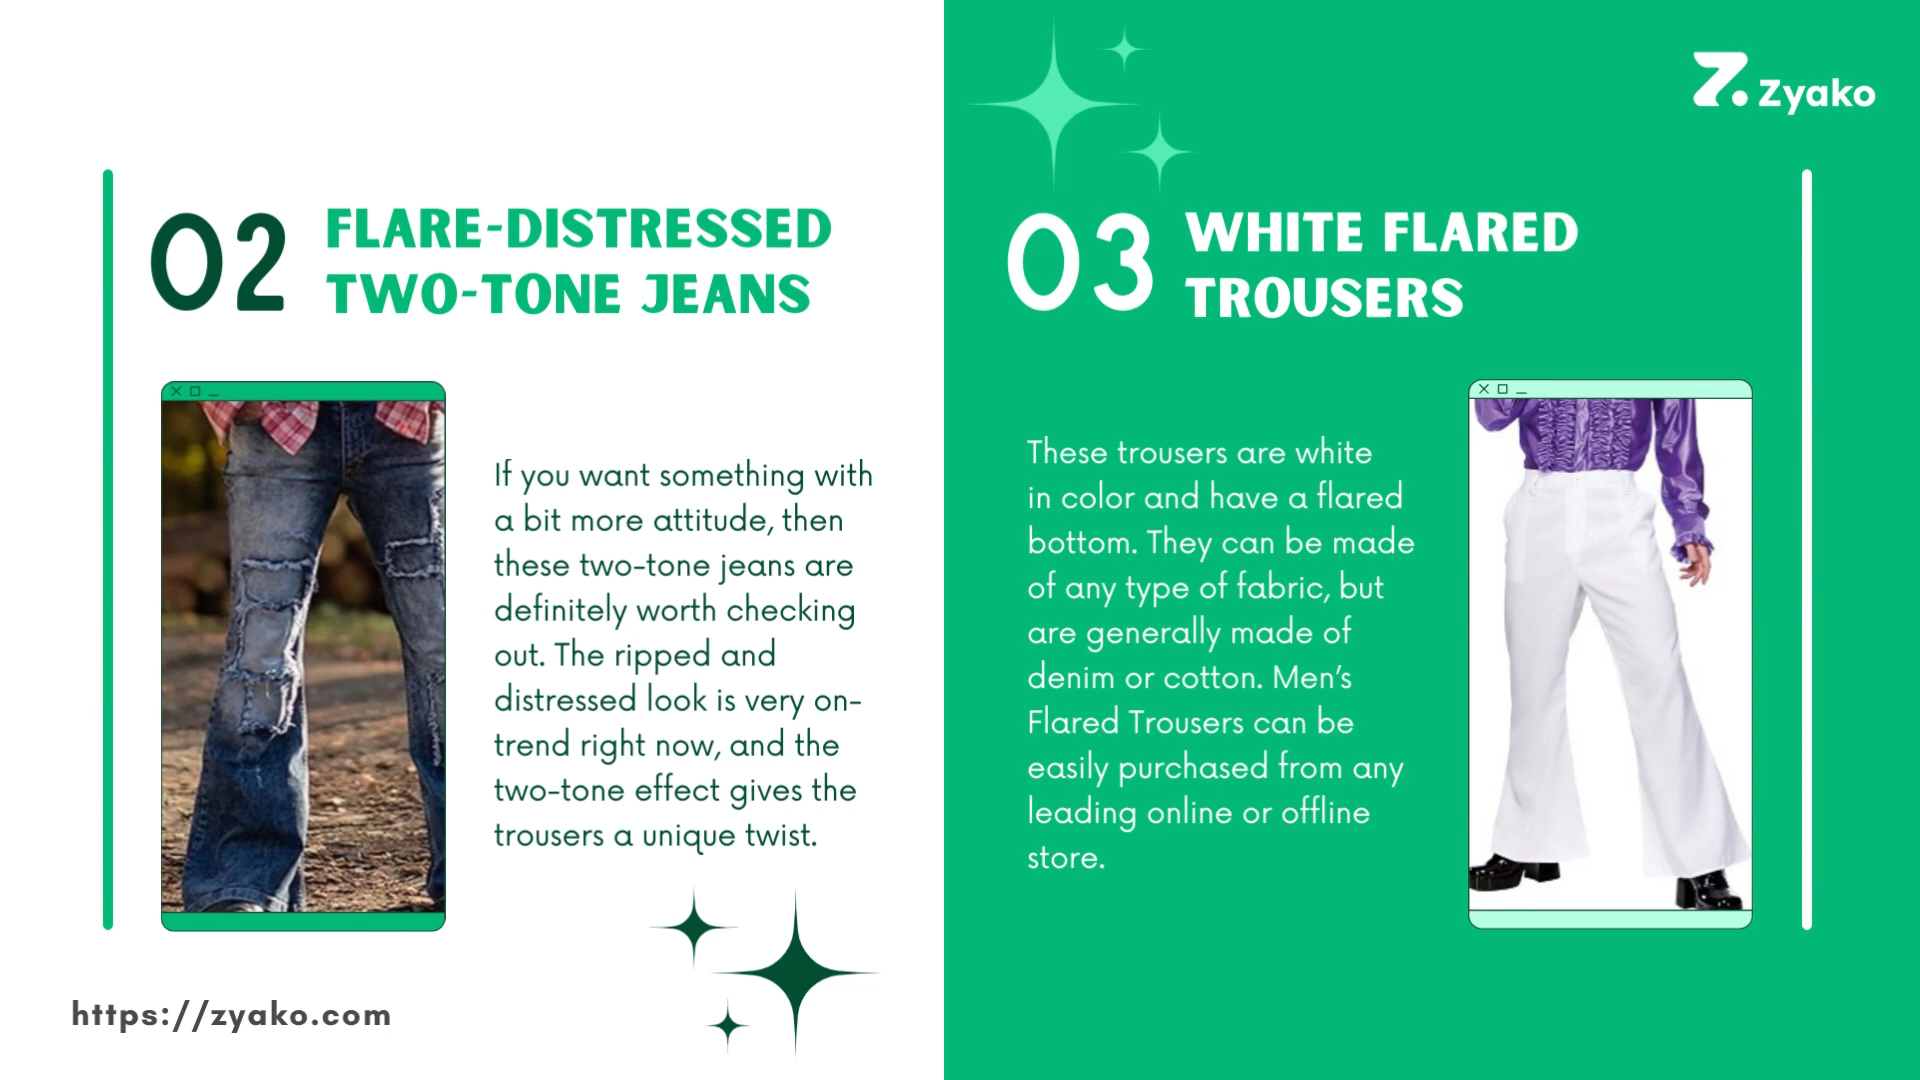 02
FLARE-DISTRESSED
TWO-TONE JEANS
If you want something with
a bit more attitude, then
these two-tone jeans are
definitely worth checking
out. The ripped and
distressed look is very on-
trend right now, and the
two-tone effect gives the
trousers a unique twist.
https://zyako.com
Z. Zyako
03
WHITE FLARED
TROUSERS
These trousers are white
in color and have a flared
bottom. They can be made
of any type of fabric, but
are generally made of
denim or cotton. Men’s
Flared Trousers can be
easily purchased from any
leading online or offline
store.